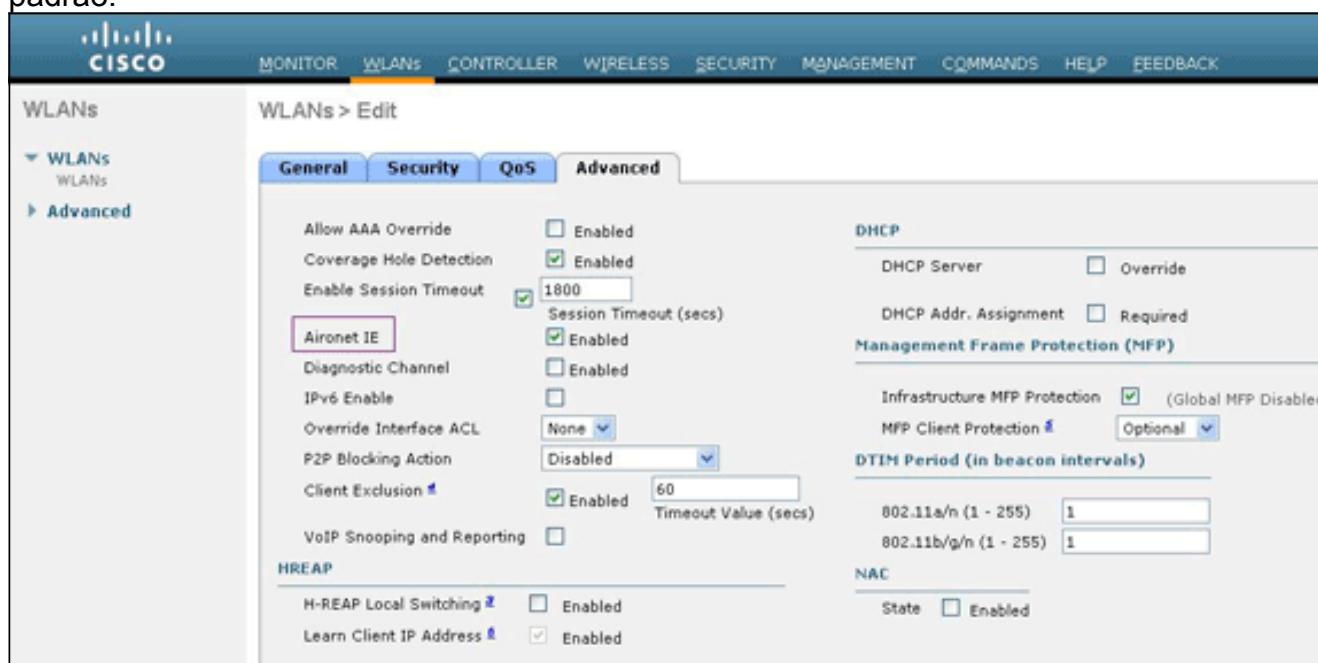 padrão.
CISCO
MONITOR WLANs CONTROLLER WIRELESS SECURITY MANAGEMENT COMMANDS HELP FEEDBACK
WLANs
WLANs
WLANs
Advanced
WLANs > Edit
General Security QoS Advanced
Allow AAA Override Enabled
Coverage Hole Detection Enabled
Enable Session Timeout 1800
Session Timeout (secs)
Aironet IE Enabled
Diagnostic Channel Enabled
IPv6 Enable
Override Interface ACL None
P2P Blocking Action Disabled
Client Exclusion Enabled 60
Timeout Value (secs)
VoIP Snooping and Reporting
HREAP
H-REAP Local Switching 2 Enabled
Learn Client IP Address Enabled
DHCP
DHCP Server Override
DHCP Addr. Assignment Required
Management Frame Protection (MFP)
Infrastructure MFP Protection (Global MFP Disabled
MFP Client Protection Optional
DTIM Period (in beacon intervals)
802.11a/n (1 - 255) 1
802.11b/g/n (1 - 255) 1
NAC
State Enabled